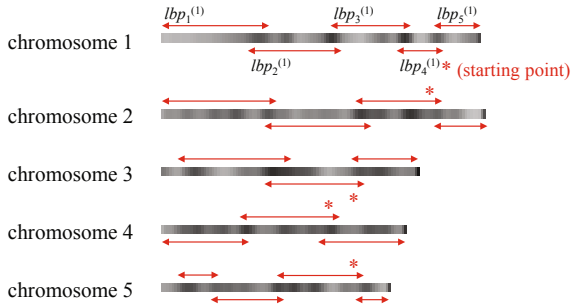 lbp₁⁽¹⁾ lbp₃⁽¹⁾ lbp₅⁽¹⁾
chromosome 1
lbp₂⁽¹⁾ lbp₄⁽¹⁾* (starting point)
*
chromosome 2
chromosome 3
*
*
chromosome 4
*
chromosome 5